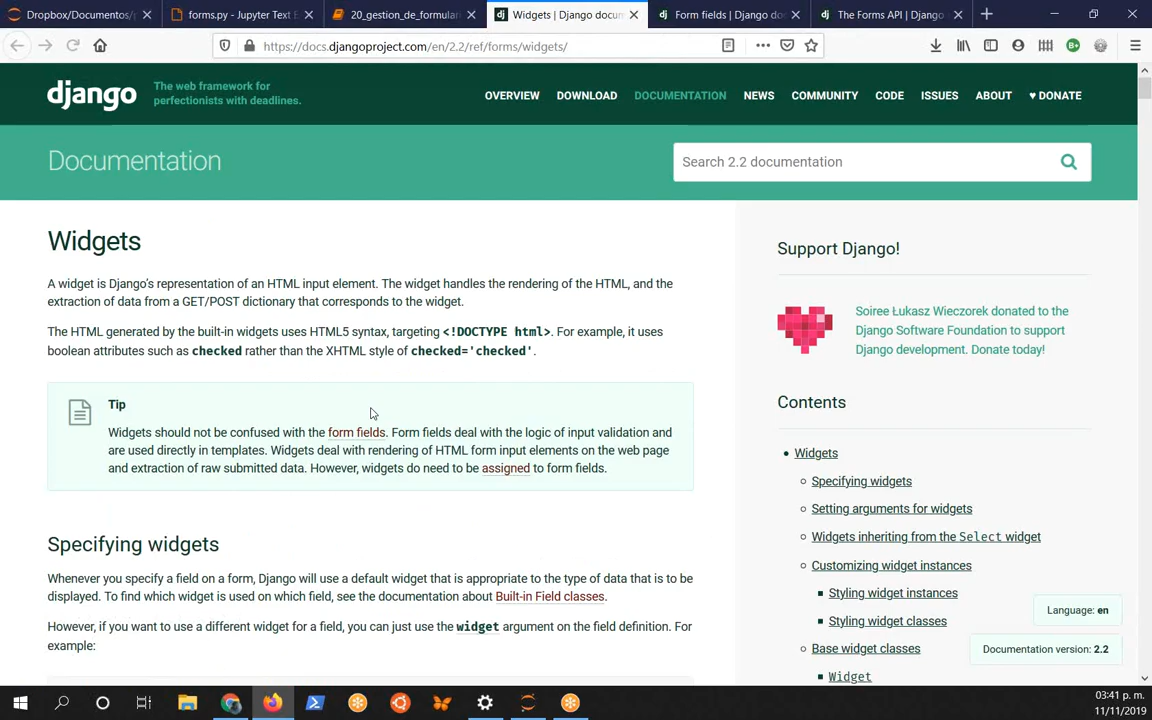 Dropbox/Documentos/p
forms.py - Jupyter Text E
20_gestion_de_formular
Widgets | Django docum
Form fields | Django do
The Forms API | Django
https://docs.djangoproject.com/en/2.2/ref/forms/widgets/
django
The web framework for
perfectionists with deadlines.
OVERVIEW DOWNLOAD DOCUMENTATION NEWS COMMUNITY CODE ISSUES ABOUT ♥ DONATE
Documentation
Search 2.2 documentation
Widgets
A widget is Django's representation of an HTML input element. The widget handles the rendering of the HTML, and the
extraction of data from a GET/POST dictionary that corresponds to the widget.
The HTML generated by the built-in widgets uses HTML5 syntax, targeting <!DOCTYPE html>. For example, it uses
boolean attributes such as checked rather than the XHTML style of checked='checked'.
Tip
Widgets should not be confused with the form fields. Form fields deal with the logic of input validation and
are used directly in templates. Widgets deal with rendering of HTML form input elements on the web page
and extraction of raw submitted data. However, widgets do need to be assigned to form fields.
Specifying widgets
Whenever you specify a field on a form, Django will use a default widget that is appropriate to the type of data that is to be
displayed. To find which widget is used on which field, see the documentation about Built-in Field classes.
However, if you want to use a different widget for a field, you can just use the widget argument on the field definition. For
example:
Support Django!
Soiree Łukasz Wieczorek donated to the
Django Software Foundation to support
Django development. Donate today!
Contents
Widgets
Specifying widgets
Setting arguments for widgets
Widgets inheriting from the Select widget
Customizing widget instances
Styling widget instances
Styling widget classes
Base widget classes
Widget
Language: en
Documentation version: 2.2
03:41 p. m.
11/11/2019